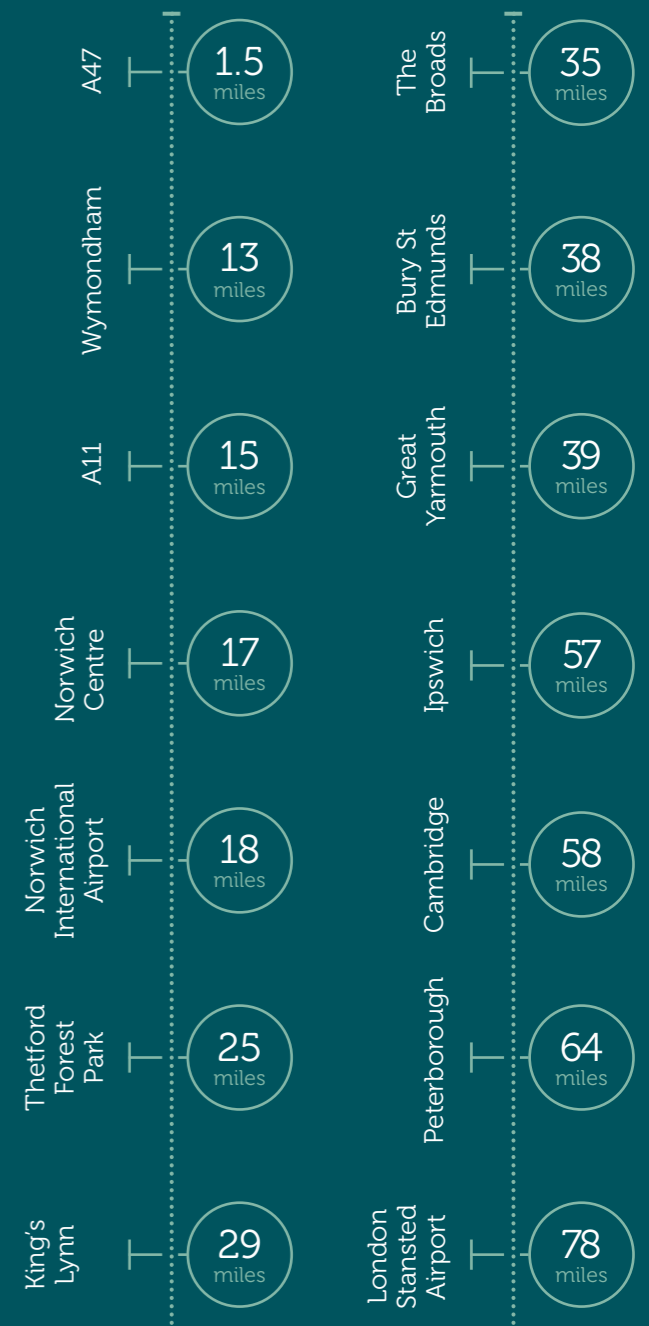 A47
1.5
miles
Wymondham
13
miles
A11
15
miles
Norwich
Centre
17
miles
Norwich
International
Airport
18
miles
Thetford
Forest
Park
25
miles
King's
Lynn
29
miles
The
Broads
35
miles
Bury St
Edmunds
38
miles
Great
Yarmouth
39
miles
Ipswich
57
miles
Cambridge
58
miles
Peterborough
64
miles
London
Stansted
Airport
78
miles